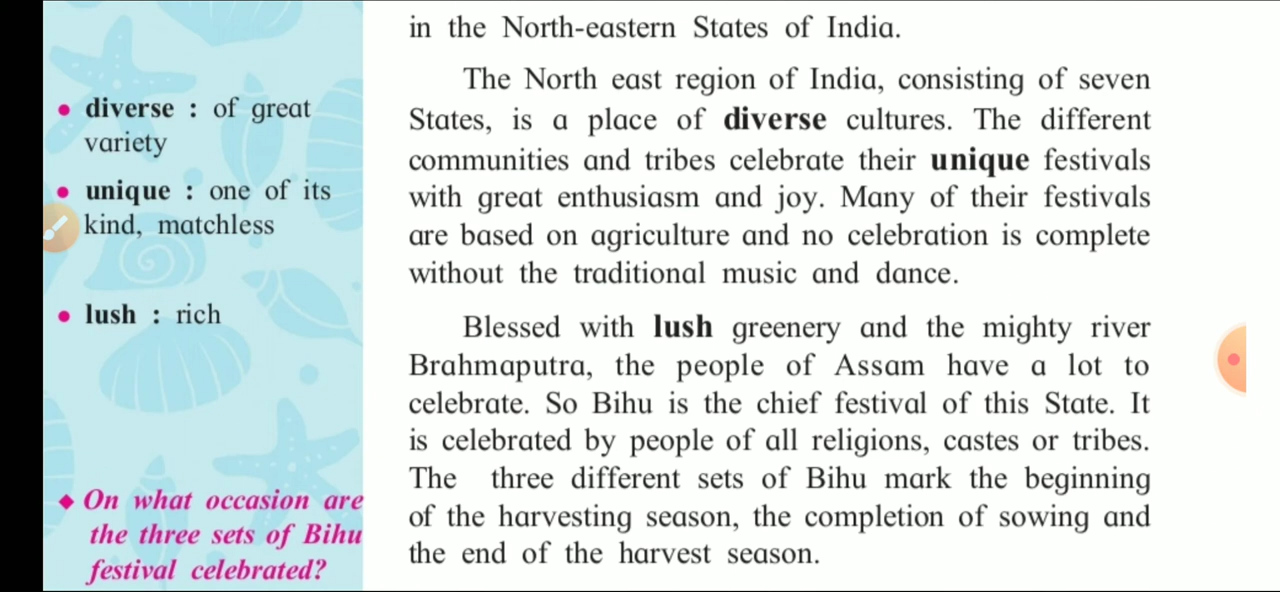 in the North-eastern States of India.
The North east region of India, consisting of seven
States, is a place of diverse cultures. The different
communities and tribes celebrate their unique festivals
with great enthusiasm and joy. Many of their festivals
are based on agriculture and no celebration is complete
without the traditional music and dance.
Blessed with lush greenery and the mighty river
Brahmaputra, the people of Assam have a lot to
celebrate. So Bihu is the chief festival of this State. It
is celebrated by people of all religions, castes or tribes.
The three different sets of Bihu mark the beginning
of the harvesting season, the completion of sowing and
the end of the harvest season.
• diverse : of great
variety
• unique : one of its
kind, matchless
• lush : rich
◆ On what occasion are
the three sets of Bihu
festival celebrated?